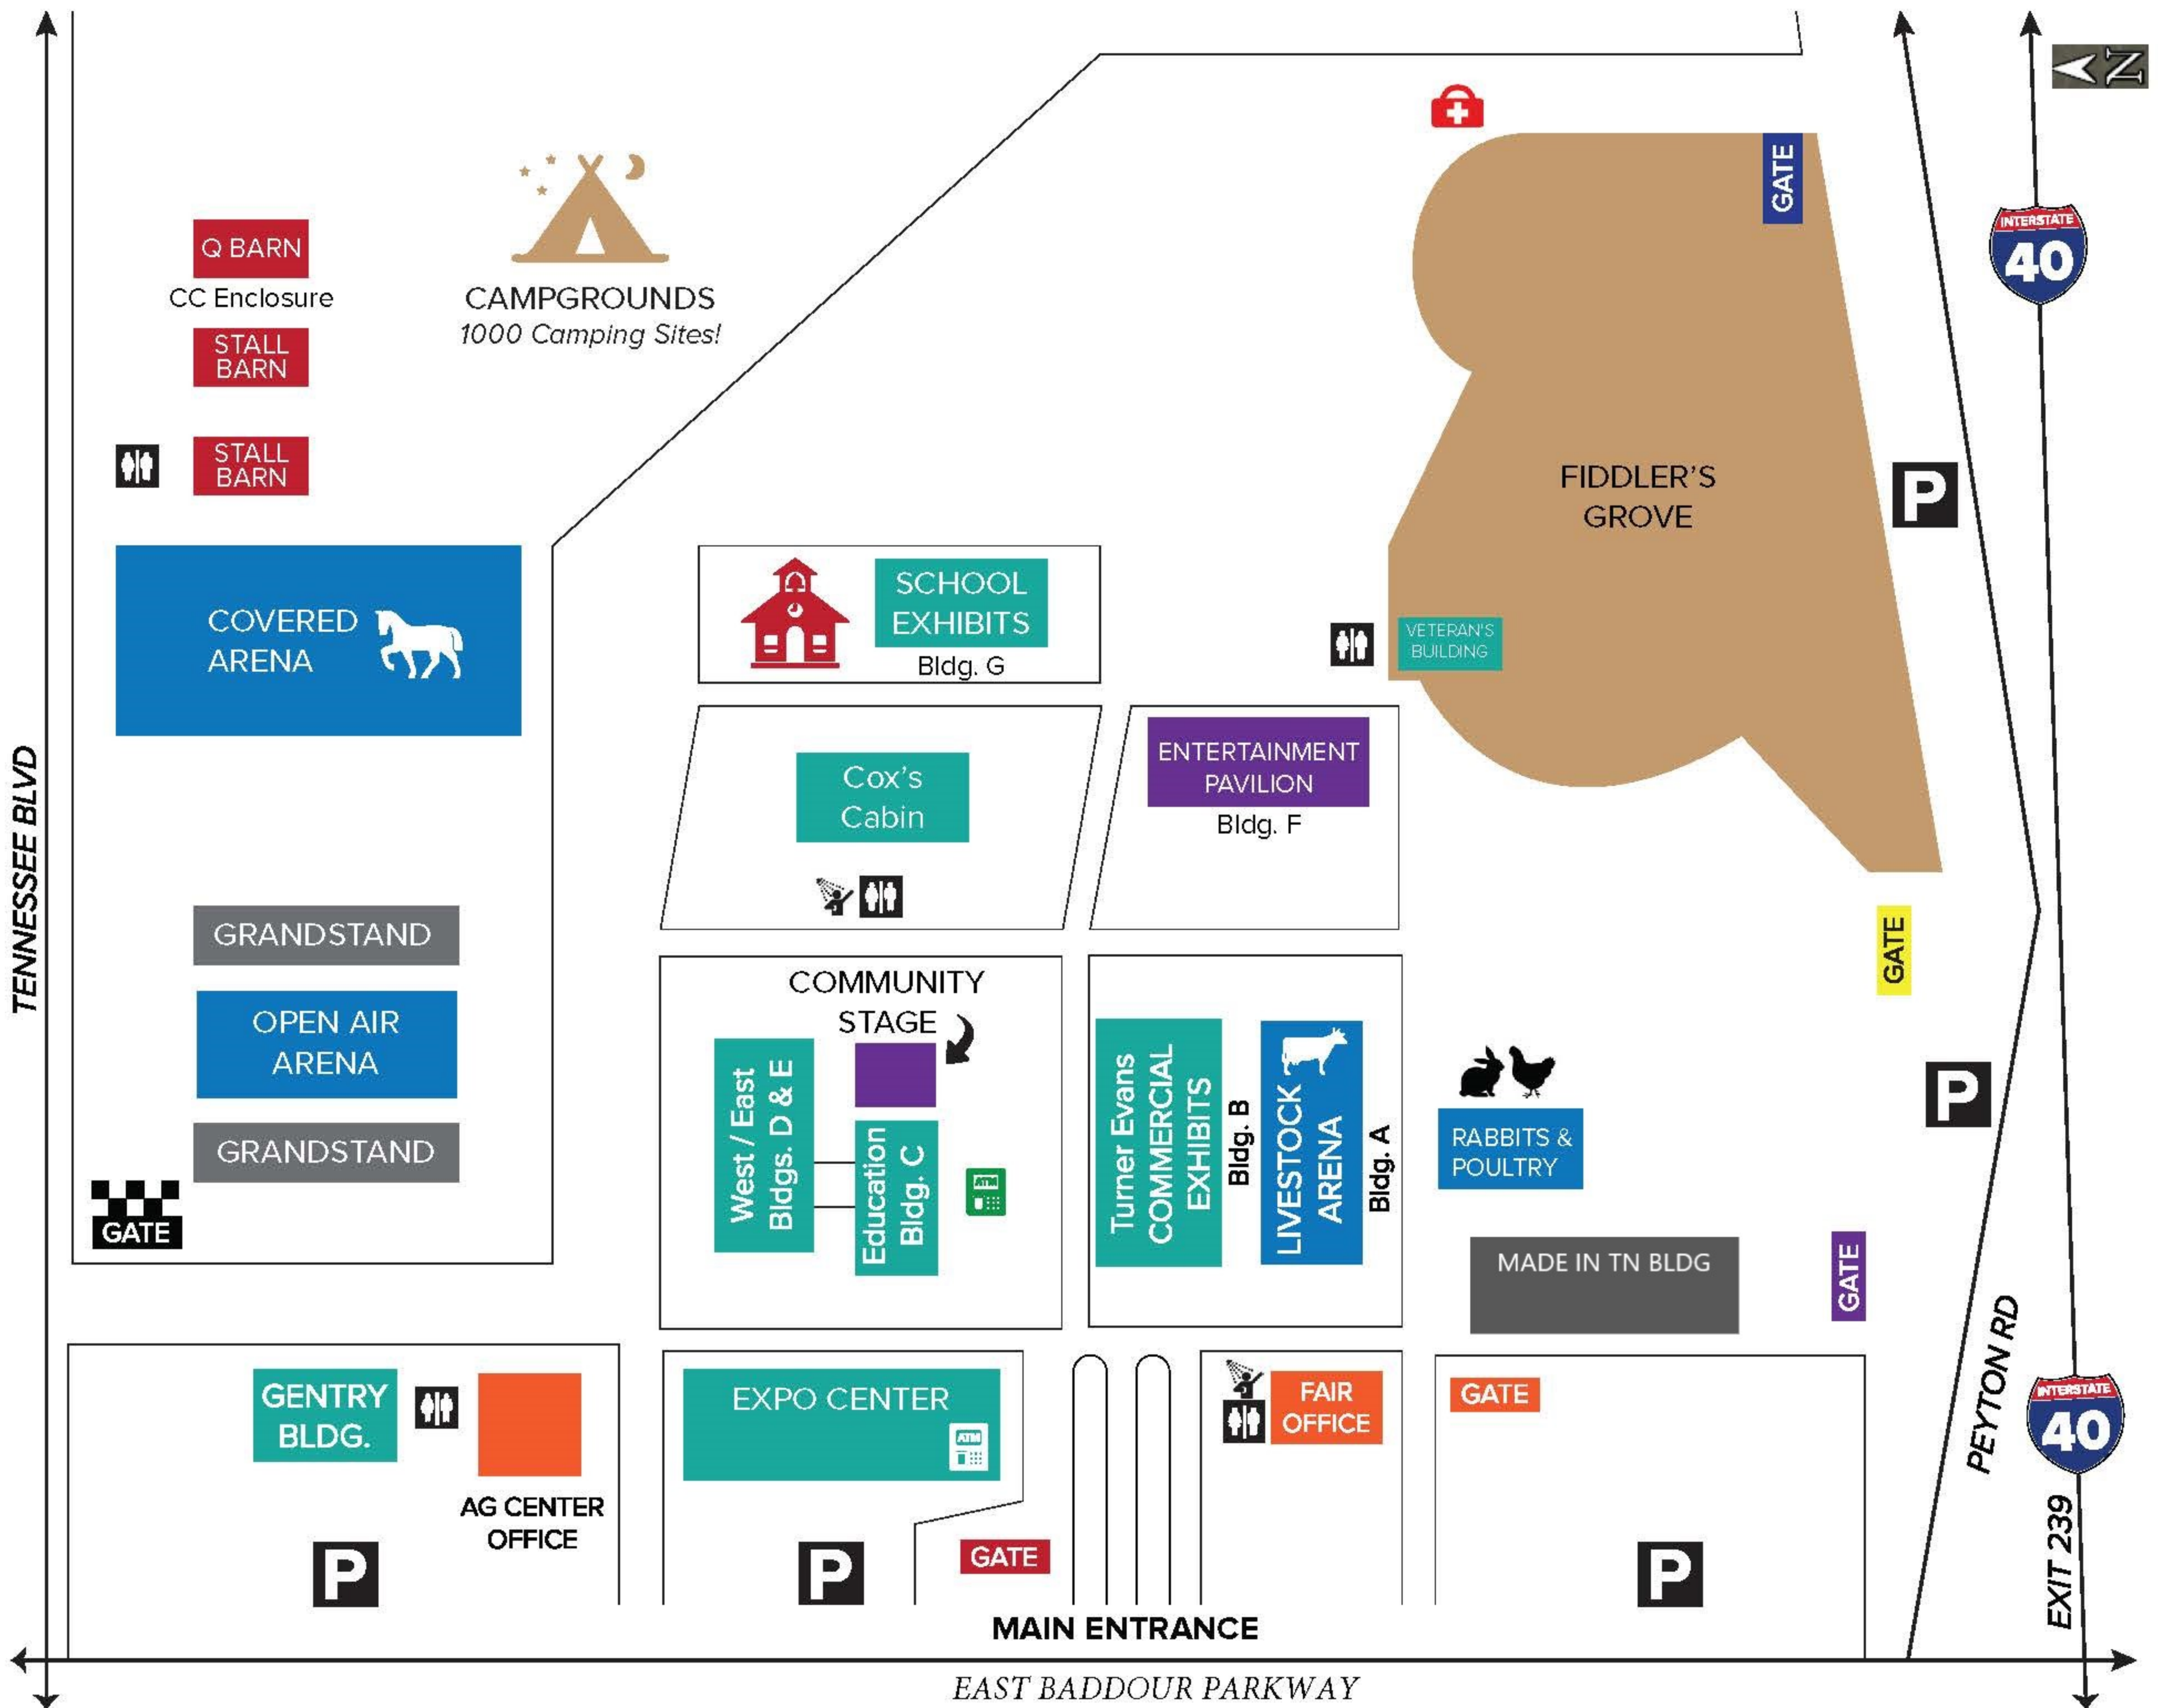 N
INTERSTATE
40
GATE
Q BARN
CC Enclosure
STALL
BARN
STALL
BARN
CAMPGROUNDS
1000 Camping Sites!
FIDDLER'S
GROVE
P
COVERED
ARENA
SCHOOL
EXHIBITS
Bldg. G
VETERAN'S
BUILDING
Cox's
Cabin
ENTERTAINMENT
PAVILION
Bldg. F
TENNESSEE BLVD
GRANDSTAND
OPEN AIR
ARENA
GRANDSTAND
GATE
COMMUNITY
STAGE
West / East
Bldgs. D & E
Education
Bldg. C
ATM
Turner Evans
COMMERCIAL
EXHIBITS
Bldg. B
LIVESTOCK
ARENA
Bldg. A
RABBITS &
POULTRY
GATE
P
MADE IN TN BLDG
GATE
PEYTON RD
GENTRY
BLDG.
AG CENTER
OFFICE
P
EXPO CENTER
ATM
P
GATE
FAIR
OFFICE
GATE
P
INTERSTATE
40
EXIT 239
MAIN ENTRANCE
EAST BADDOUR PARKWAY